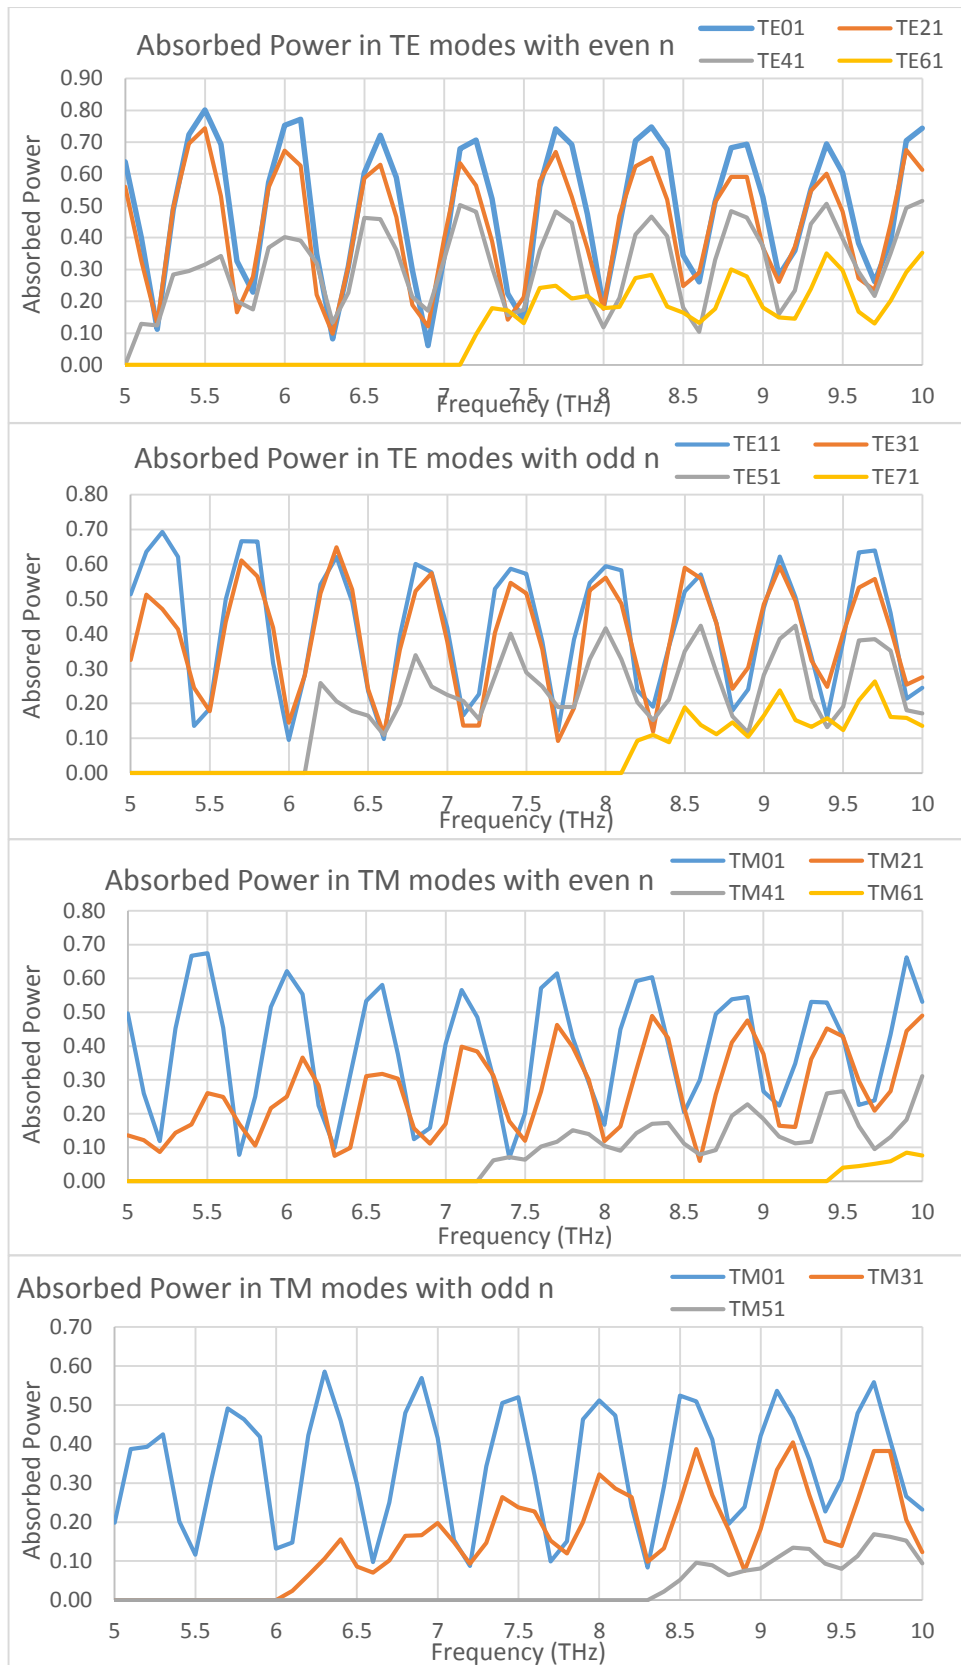 Absorbed Power in TE modes with even n
TE01 TE21
TE41 TE61
0.90
0.80
0.70
0.60
0.50
0.40
0.30
0.20
0.10
0.00
Absorbed Power
5 5.5 6 6.5 7 7.5 8 8.5 9 9.5 10
Frequency (THz)
Absorbed Power in TE modes with odd n
TE11 TE31
TE51 TE71
0.80
0.70
0.60
0.50
0.40
0.30
0.20
0.10
0.00
Absored Power
5 5.5 6 6.5 7 7.5 8 8.5 9 9.5 10
Frequency (THz)
Absorbed Power in TM modes with even n
TM01 TM21
TM41 TM61
0.80
0.70
0.60
0.50
0.40
0.30
0.20
0.10
0.00
Absorbed Power
5 5.5 6 6.5 7 7.5 8 8.5 9 9.5 10
Frequency (THz)
Absorbed Power in TM modes with odd n
TM01 TM31
TM51
0.70
0.60
0.50
0.40
0.30
0.20
0.10
0.00
Absorbed Power
5 5.5 6 6.5 7 7.5 8 8.5 9 9.5 10
Frequency (THz)